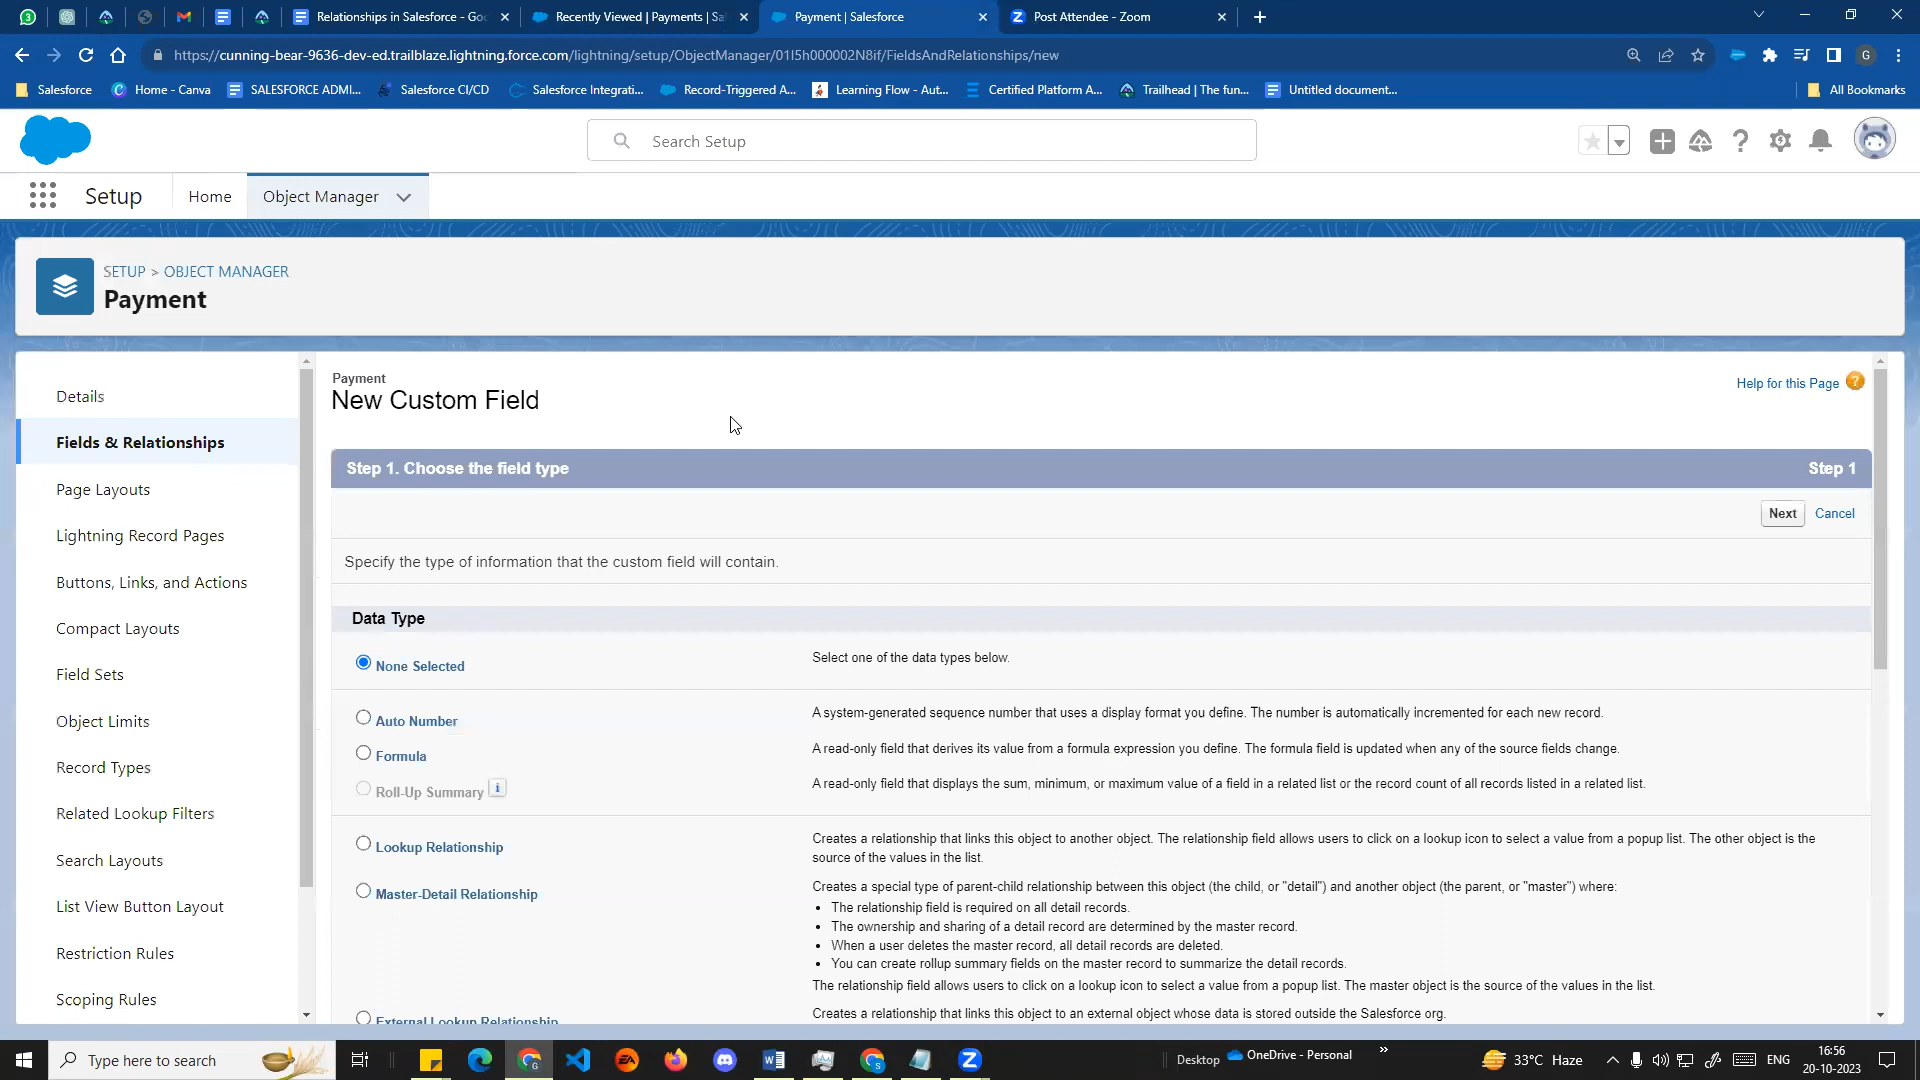 Relationships in Salesforce - Goo
Recently Viewed | Payments | Sa
Payment | Salesforce
Post Attendee - Zoom
https://cunning-bear-9636-dev-ed.trailblaze.lightning.force.com/lightning/setup/ObjectManager/01I5h000002N8if/FieldsAndRelationships/new
G
Salesforce
Home - Canva
SALESFORCE ADMI...
Salesforce CI/CD
Salesforce Integrati...
Record-Triggered A...
Learning Flow - Aut...
Certified Platform A...
Trailhead | The fun...
Untitled document...
All Bookmarks
Search Setup
Setup
Home
Object Manager
SETUP > OBJECT MANAGER
Payment
Details
Fields & Relationships
Page Layouts
Lightning Record Pages
Buttons, Links, and Actions
Compact Layouts
Field Sets
Object Limits
Record Types
Related Lookup Filters
Search Layouts
List View Button Layout
Restriction Rules
Scoping Rules
Payment
New Custom Field
Help for this Page
Step 1. Choose the field type
Step 1
Next
Cancel
Specify the type of information that the custom field will contain.
Data Type
None Selected
Select one of the data types below.
Auto Number
A system-generated sequence number that uses a display format you define. The number is automatically incremented for each new record.
Formula
A read-only field that derives its value from a formula expression you define. The formula field is updated when any of the source fields change.
Roll-Up Summary
i
A read-only field that displays the sum, minimum, or maximum value of a field in a related list or the record count of all records listed in a related list.
Lookup Relationship
Creates a relationship that links this object to another object. The relationship field allows users to click on a lookup icon to select a value from a popup list. The other object is the
source of the values in the list.
Master-Detail Relationship
Creates a special type of parent-child relationship between this object (the child, or "detail") and another object (the parent, or "master") where:
• The relationship field is required on all detail records.
• The ownership and sharing of a detail record are determined by the master record.
• When a user deletes the master record, all detail records are deleted.
• You can create rollup summary fields on the master record to summarize the detail records.
The relationship field allows users to click on a lookup icon to select a value from a popup list. The master object is the source of the values in the list.
External Lookup Relationship
Creates a relationship that links this object to an external object whose data is stored outside the Salesforce org.
Type here to search
Desktop
OneDrive - Personal
33°C Haze
ENG
16:56
20-10-2023